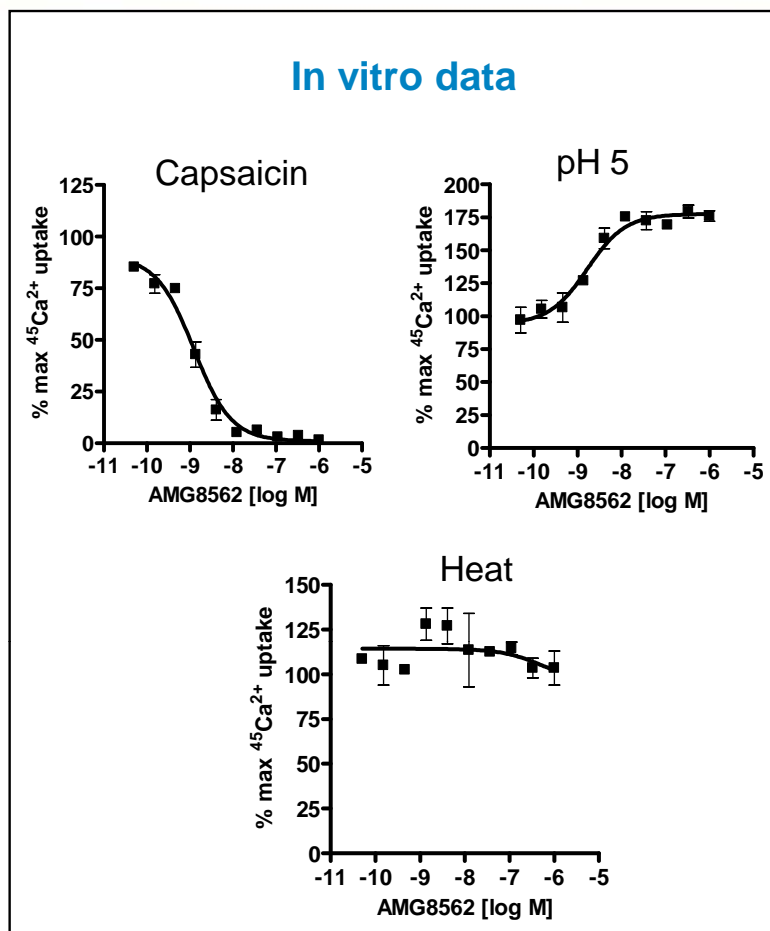 In vitro data
Capsaicin
% max ⁴⁵Ca²⁺ uptake
125
100
75
50
25
0
-11 -10 -9 -8 -7 -6 -5
AMG8562 [log M]
pH 5
% max ⁴⁵Ca²⁺ uptake
200
175
150
125
100
75
50
25
0
-11 -10 -9 -8 -7 -6 -5
AMG8562 [log M]
Heat
% max ⁴⁵Ca²⁺ uptake
150
125
100
75
50
25
0
-11 -10 -9 -8 -7 -6 -5
AMG8562 [log M]